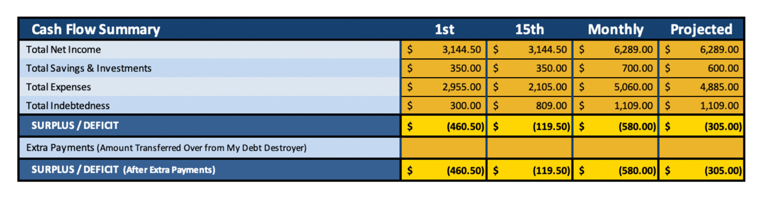 Cash Flow Summary 1st 15th Monthly Projected
Total Net Income $ 3,144.50 $ 3,144.50 $ 6,289.00 $ 6,289.00
Total Savings & Investments $ 350.00 $ 350.00 $ 700.00 $ 600.00
Total Expenses $ 2,955.00 $ 2,105.00 $ 5,060.00 $ 4,885.00
Total Indebtedness $ 300.00 $ 809.00 $ 1,109.00 $ 1,109.00
SURPLUS / DEFICIT $ (460.50) $ (119.50) $ (580.00) $ (305.00)
Extra Payments (Amount Transferred Over from My Debt Destroyer)
SURPLUS / DEFICIT (After Extra Payments) $ (460.50) $ (119.50) $ (580.00) $ (305.00)